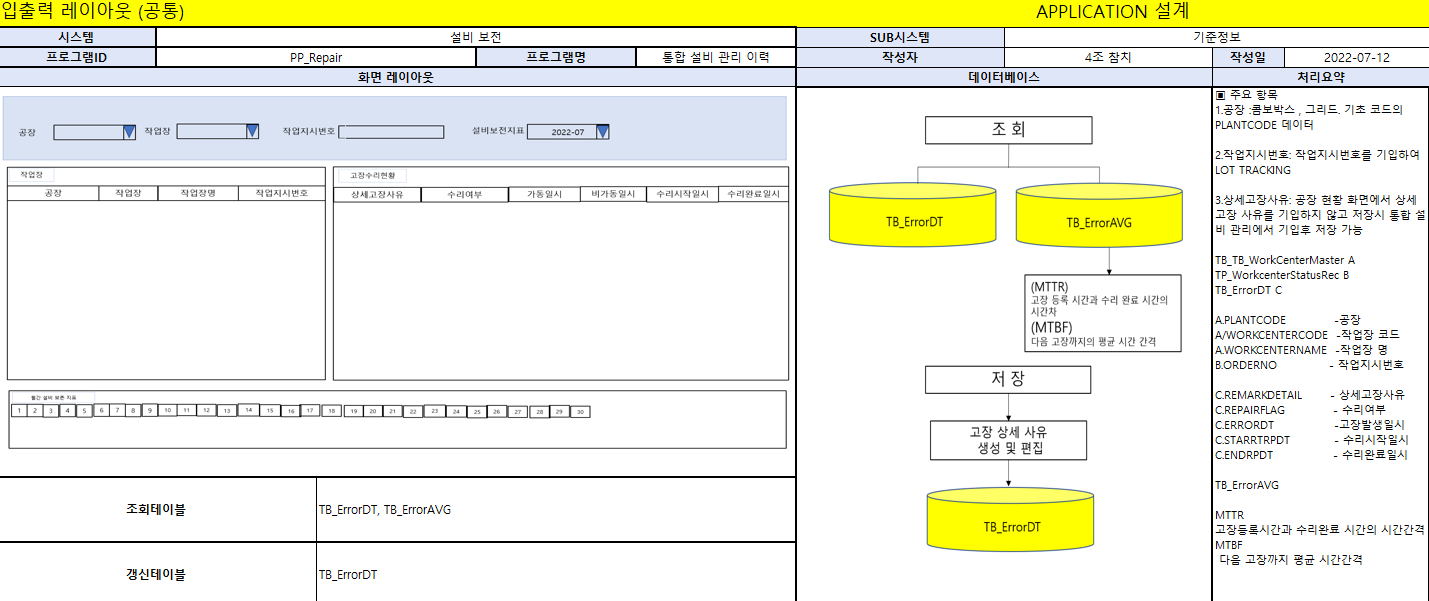 입출력 레이아웃 (공통)
APPLICATION 설계
시스템
설비 보전
SUB시스템
기준정보
프로그램ID
PP_Repair
프로그램명
통합 설비 관리 이력
작성자
4조 참치
작성일
2022-07-12
화면 레이아웃
데이터베이스
처리요약
공장
작업장
작업지시번호
설비보전지표
2022-07
작업장
공장
작업장
작업장명
작업지시번호
고장수리현황
상세고장사유
수리여부
가동일시
비가동일시
수리시작일시
수리완료일시
월간 설비 보존 지표
1 2 3 4 5 6 7 8 9 10 11 12 13 14 15 16 17 18 19 20 21 22 23 24 25 26 27 28 29 30
조회테이블
TB_ErrorDT, TB_ErrorAVG
갱신테이블
TB_ErrorDT
조 회
TB_ErrorDT
TB_ErrorAVG
(MTTR)
고장 등록 시간과 수리 완료 시간의
시간차
(MTBF)
다음 고장까지의 평균 시간 간격
저 장
고장 상세 사유
생성 및 편집
TB_ErrorDT
▣ 주요 항목
1.공장 :콤보박스 , 그리드. 기초 코드의
PLANTCODE 데이터
2.작업지시번호: 작업지시번호를 기입하여
LOT TRACKING
3.상세고장사유: 공장 현황 화면에서 상세
고장 사유를 기입하지 않고 저장시 통합 설
비 관리에서 기입후 저장 가능
TB_TB_WorkCenterMaster A
TP_WorkcenterStatusRec B
TB_ErrorDT C
A.PLANTCODE -공장
A/WORKCENTERCODE -작업장 코드
A.WORKCENTERNAME -작업장 명
B.ORDERNO - 작업지시번호
C.REMARKDETAIL - 상세고장사유
C.REPAIRFLAG - 수리여부
C.ERRORDT -고장발생일시
C.STARRTRPDT - 수리시작일시
C.ENDRPDT - 수리완료일시
TB_ErrorAVG
MTTR
고장등록시간과 수리완료 시간의 시간간격
MTBF
다음 고장까지 평균 시간간격